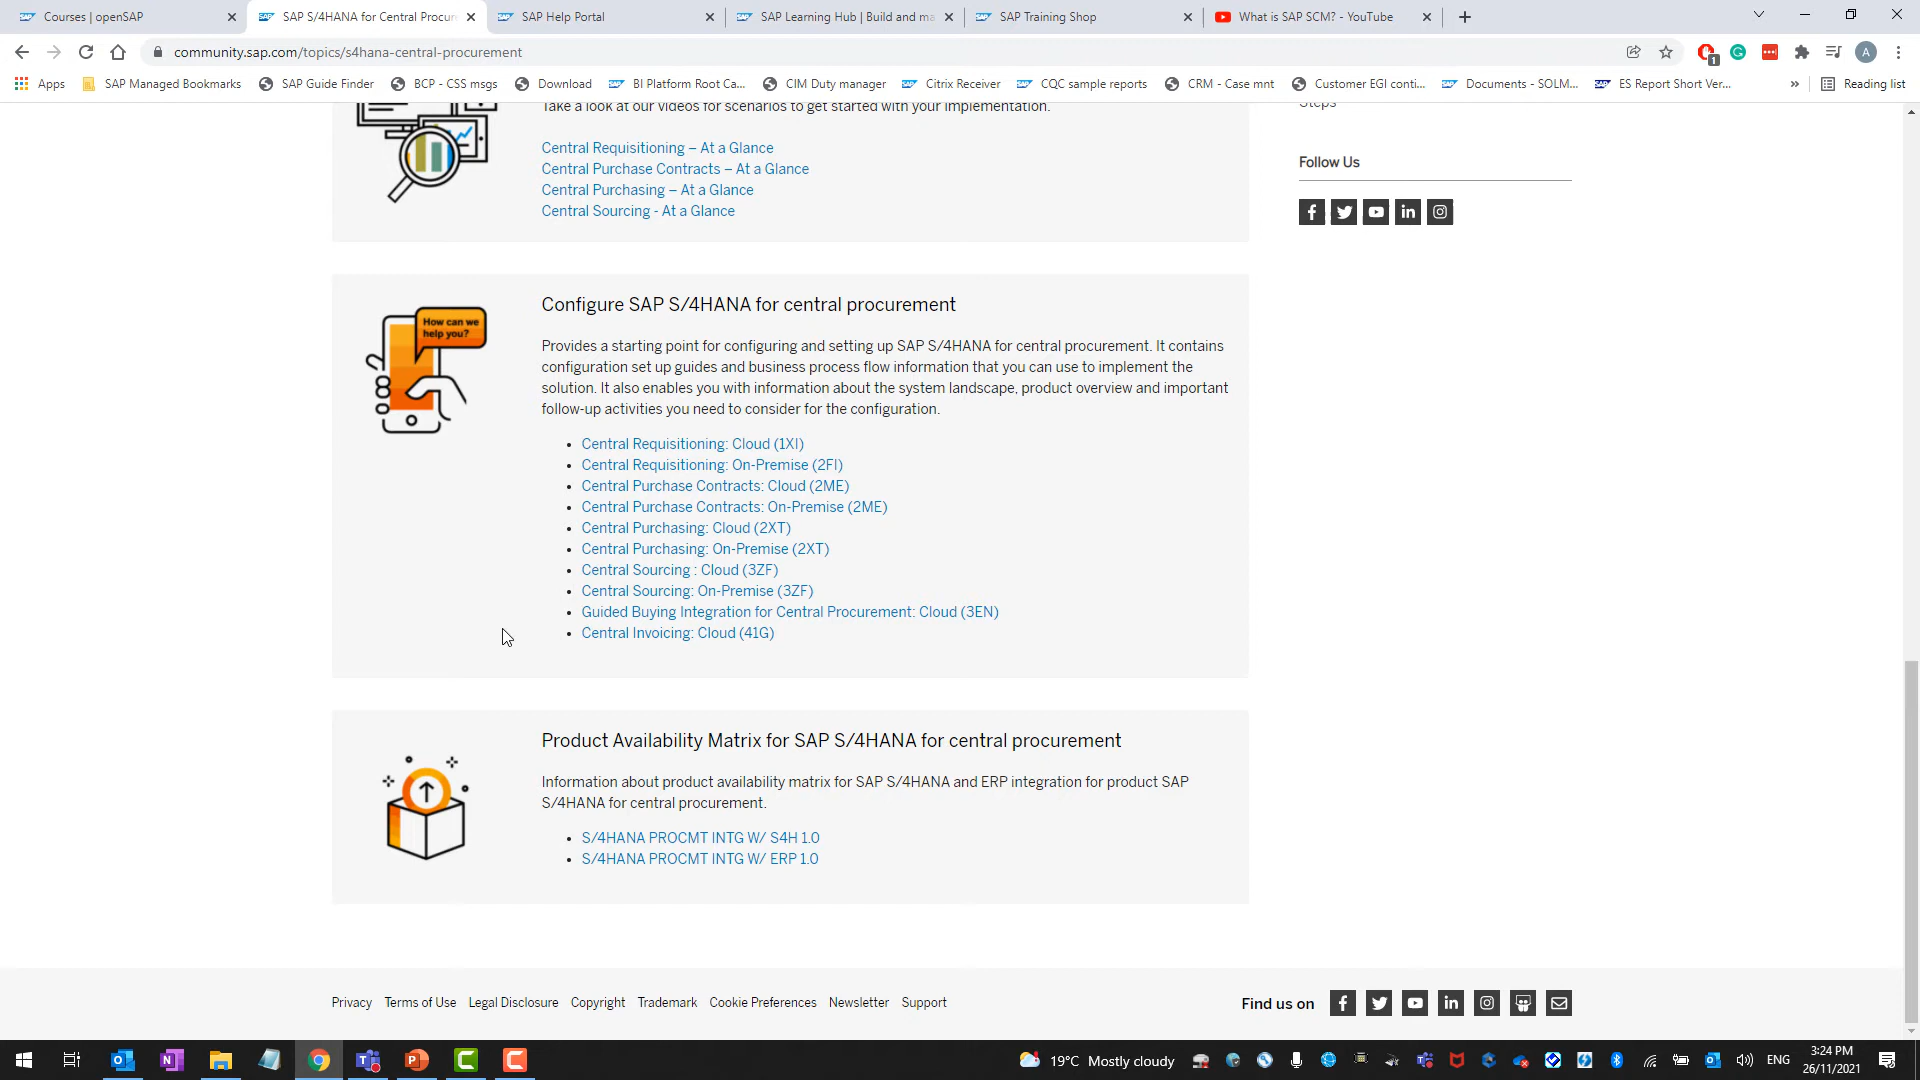 Courses | openSAP
SAP S/4HANA for Central Procure
SAP Help Portal
SAP Learning Hub | Build and ma
SAP Training Shop
What is SAP SCM? - YouTube
community.sap.com/topics/s4hana-central-procurement
1
A
Apps
SAP Managed Bookmarks
SAP Guide Finder
BCP - CSS msgs
Download
BI Platform Root Ca...
CIM Duty manager
Citrix Receiver
CQC sample reports
CRM - Case mnt
Customer EGI conti...
Documents - SOLM...
ES Report Short Ver...
»
Reading list
Take a look at our videos for scenarios to get started with your implementation.
Central Requisitioning – At a Glance
Central Purchase Contracts – At a Glance
Central Purchasing – At a Glance
Central Sourcing - At a Glance
Steps
Follow Us
How can we
help you?
Configure SAP S/4HANA for central procurement
Provides a starting point for configuring and setting up SAP S/4HANA for central procurement. It contains
configuration set up guides and business process flow information that you can use to implement the
solution. It also enables you with information about the system landscape, product overview and important
follow-up activities you need to consider for the configuration.
• Central Requisitioning: Cloud (1XI)
• Central Requisitioning: On-Premise (2FI)
• Central Purchase Contracts: Cloud (2ME)
• Central Purchase Contracts: On-Premise (2ME)
• Central Purchasing: Cloud (2XT)
• Central Purchasing: On-Premise (2XT)
• Central Sourcing : Cloud (3ZF)
• Central Sourcing: On-Premise (3ZF)
• Guided Buying Integration for Central Procurement: Cloud (3EN)
• Central Invoicing: Cloud (41G)
Product Availability Matrix for SAP S/4HANA for central procurement
Information about product availability matrix for SAP S/4HANA and ERP integration for product SAP
S/4HANA for central procurement.
• S/4HANA PROCMT INTG W/ S4H 1.0
• S/4HANA PROCMT INTG W/ ERP 1.0
Privacy Terms of Use Legal Disclosure Copyright Trademark Cookie Preferences Newsletter Support
Find us on
19°C Mostly cloudy
ENG
3:24 PM
26/11/2021